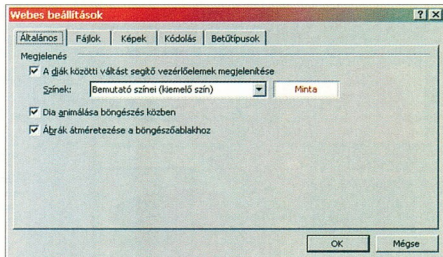 Webes beállítások
Általános Fájlok Képek Kódolás Betűtípusok
Megjelenés
A diák közötti váltást segítő vezérlőelemek megjelenítése
Színek: Bemutató színei (kiemelő szín) Minta
Dia animálása böngészés közben
Ábrák átméretezése a böngészőablakhoz
OK Mégse